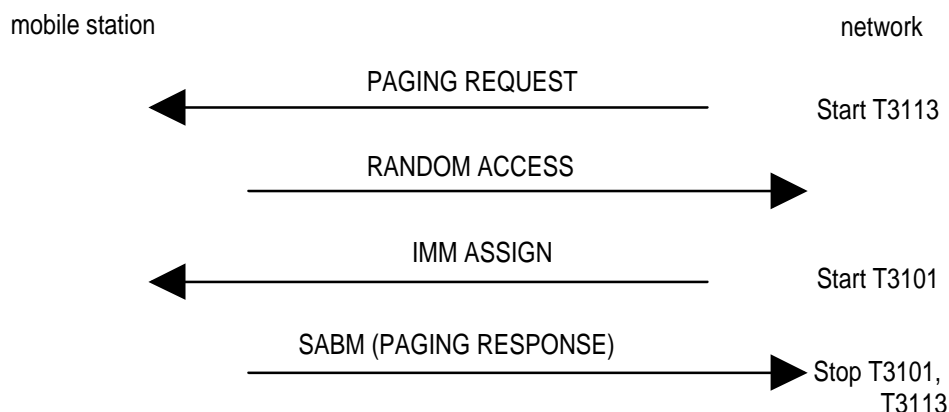 mobile station
network
PAGING REQUEST
Start T3113
RANDOM ACCESS
IMM ASSIGN
Start T3101
SABM (PAGING RESPONSE)
Stop T3101,
T3113